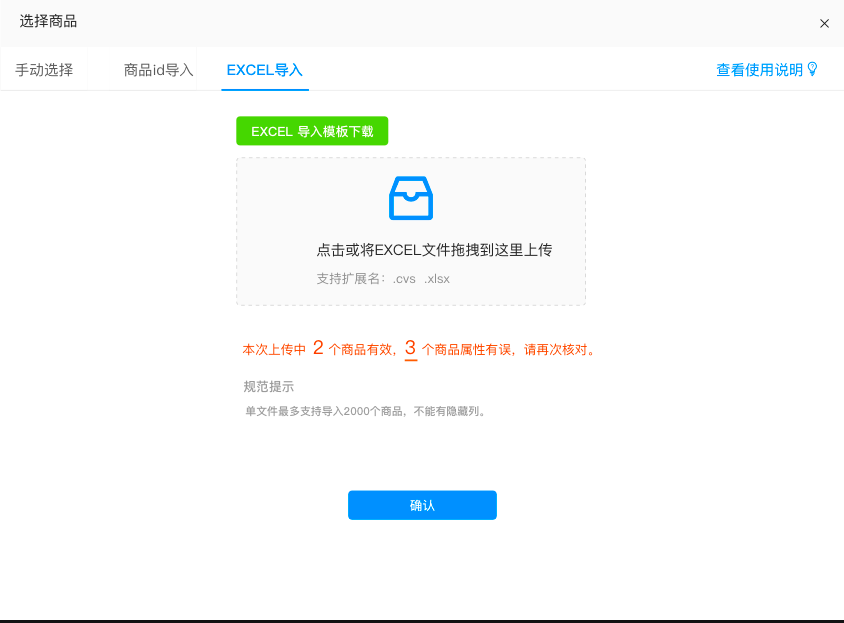 选择商品
手动选择 商品id导入 EXCEL导入 查看使用说明
EXCEL 导入模板下载
点击或将EXCEL文件拖拽到这里上传
支持扩展名：.cvs .xlsx
本次上传中 2 个商品有效，3 个商品属性有误，请再次核对。
规范提示
单文件最多支持导入2000个商品，不能有隐藏列。
确认